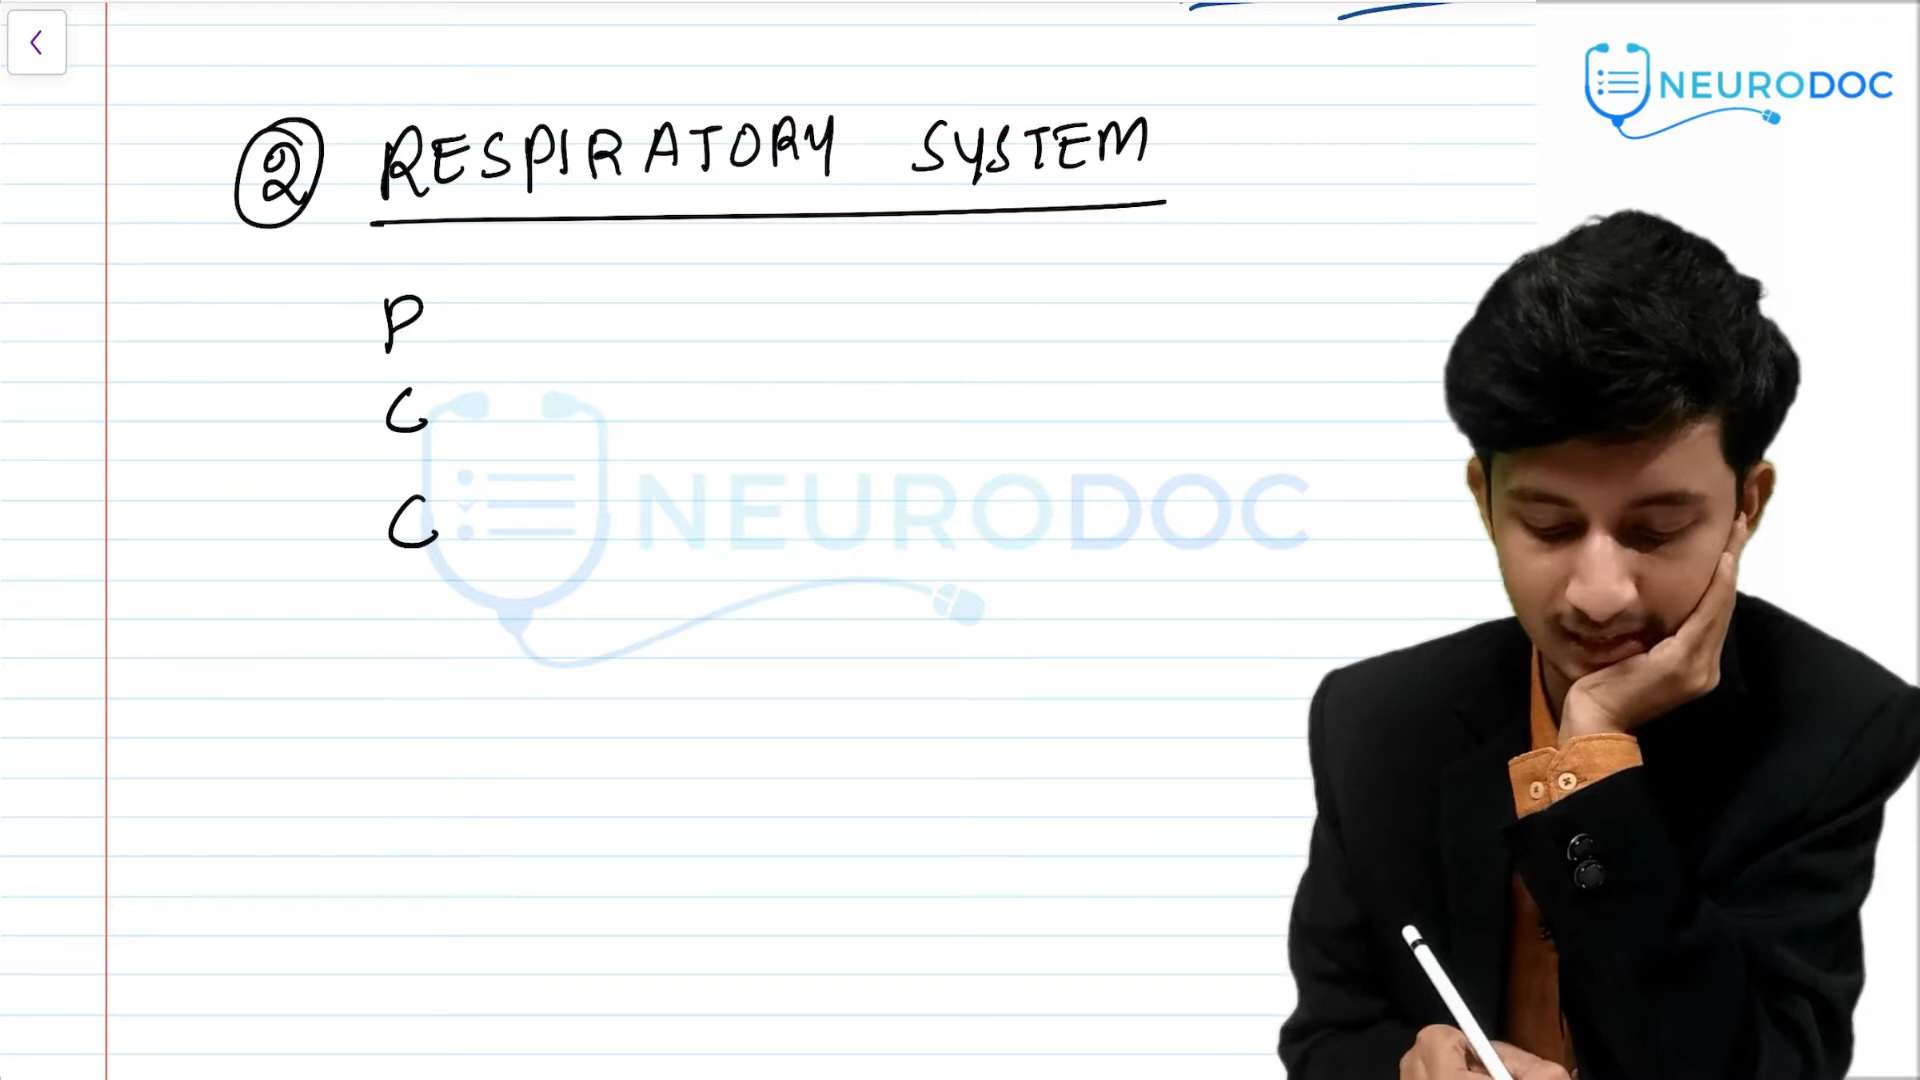 NEURODOC
② RESPIRATORY SYSTEM
P
C
C
NEURODOC